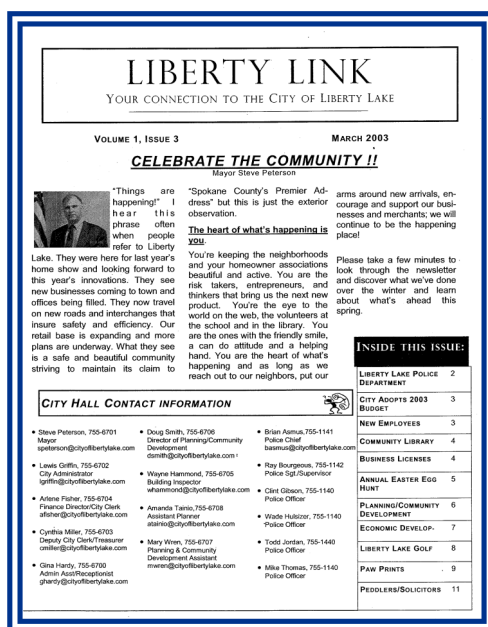 LIBERTY LINK
YOUR CONNECTION TO THE CITY OF LIBERTY LAKE
VOLUME 1, ISSUE 3
MARCH 2003
CELEBRATE THE COMMUNITY !!
Mayor Steve Peterson
"Things are
happening!" I
hear this
phrase often
when people
refer to Liberty
Lake. They were here for last year's
home show and looking forward to
this year's innovations. They see
new businesses coming to town and
offices being filled. They now travel
on new roads and interchanges that
insure safety and efficiency. Our
retail base is expanding and more
plans are underway. What they see
is a safe and beautiful community
striving to maintain its claim to
"Spokane County's Premier Ad-
dress" but this is just the exterior
observation.
The heart of what's happening is
you.
You're keeping the neighborhoods
and your homeowner associations
beautiful and active. You are the
risk takers, entrepreneurs, and
thinkers that bring us the next new
product. You're the eye to the
world on the web, the volunteers at
the school and in the library. You
are the ones with the friendly smile,
a can do attitude and a helping
hand. You are the heart of what's
happening and as long as we
reach out to our neighbors, put our
arms around new arrivals, en-
courage and support our busi-
nesses and merchants; we will
continue to be the happening
place!
Please take a few minutes to
look through the newsletter
and discover what we've done
over the winter and learn
about what's ahead this
spring.
INSIDE THIS ISSUE:
LIBERTY LAKE POLICE DEPARTMENT 2
CITY ADOPTS 2003 BUDGET 3
NEW EMPLOYEES 3
COMMUNITY LIBRARY 4
BUSINESS LICENSES 4
ANNUAL EASTER EGG HUNT 5
PLANNING/COMMUNITY DEVELOPMENT 6
ECONOMIC DEVELOP- 7
LIBERTY LAKE GOLF 8
PAW PRINTS 9
PEDDLERS/SOLICITORS 11
CITY HALL CONTACT INFORMATION
• Steve Peterson, 755-6701
Mayor
speterson@cityoflibertylake.com
• Lewis Griffin, 755-6702
City Administrator
lgriffin@cityoflibertylake.com
• Arlene Fisher, 755-6704
Finance Director/City Clerk
afisher@cityoflibertylake.com
• Cynthia Miller, 755-6703
Deputy City Clerk/Treasurer
cmiller@cityoflibertylake.com
• Gina Hardy, 755-6700
Admin Asst/Receptionist
ghardy@cityoflibertylake.com
• Doug Smith, 755-6706
Director of Planning/Community
Development
dsmith@cityoflibertylake.com
• Wayne Hammond, 755-6705
Building Inspector
whammond@cityoflibertylake.com
• Amanda Tainio,755-6708
Assistant Planner
atainio@cityoflibertylake.com
• Mary Wren, 755-6707
Planning & Community
Development Assistant
mwren@cityoflibertylake.com
• Brian Asmus,755-1141
Police Chief
basmus@cityoflibertylake.com
• Ray Bourgeous, 755-1142
Police Sgt./Supervisor
• Clint Gibson, 755-1140
Police Officer
• Wade Hulsizer, 755-1140
Police Officer
• Todd Jordan, 755-1440
Police Officer
• Mike Thomas, 755-1140
Police Officer